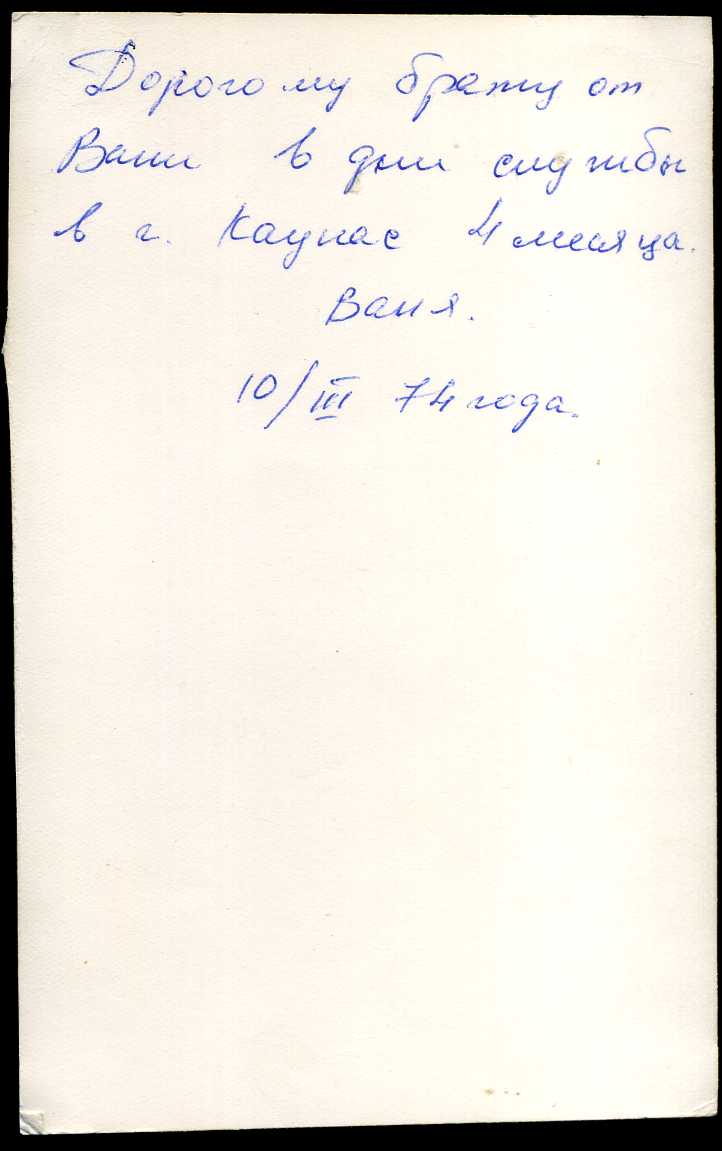 Дорогому брату от
Вани в дни службы
в г. Каунас 4 месяца.
Ваня.
10/III 74 года.